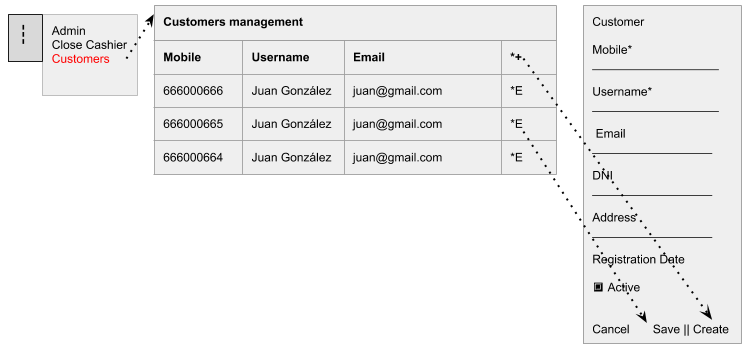 Admin
Close Cashier
Customers
Customers management
Mobile Username Email *+
666000666 Juan González juan@gmail.com *E
666000665 Juan González juan@gmail.com *E
666000664 Juan González juan@gmail.com *E
Customer
Mobile*
Username*
Email
DNI
Address
Registration Date
Active
Cancel Save || Create